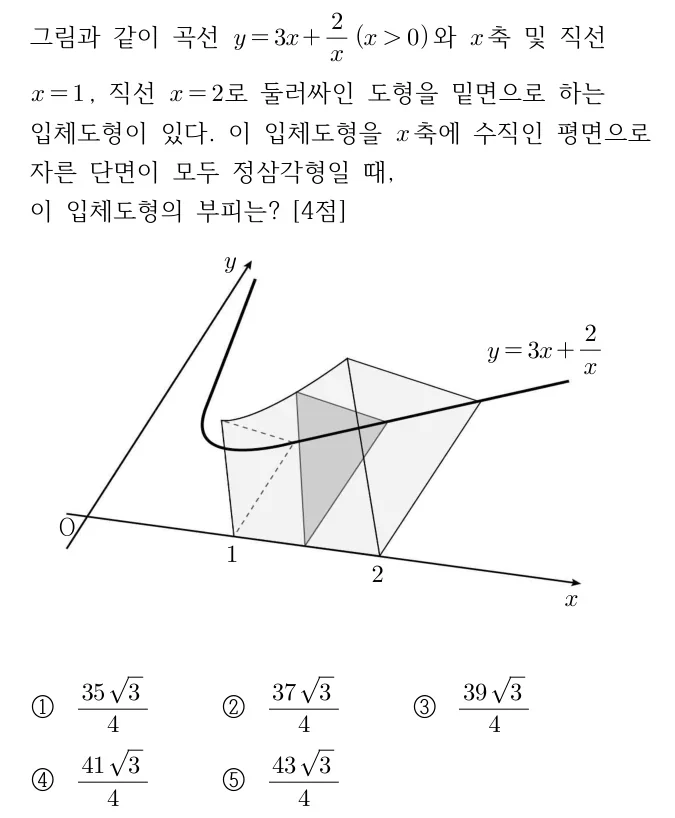 그림과 같이 곡선 y=3x+2/x (x>0)와 x축 및 직선
x=1, 직선 x=2로 둘러싸인 도형을 밑면으로 하는
입체도형이 있다. 이 입체도형을 x축에 수직인 평면으로
자른 단면이 모두 정삼각형일 때,
이 입체도형의 부피는? [4점]
y
y=3x+2/x
O
1
2
x
① 35√3/4 ② 37√3/4 ③ 39√3/4
④ 41√3/4 ⑤ 43√3/4